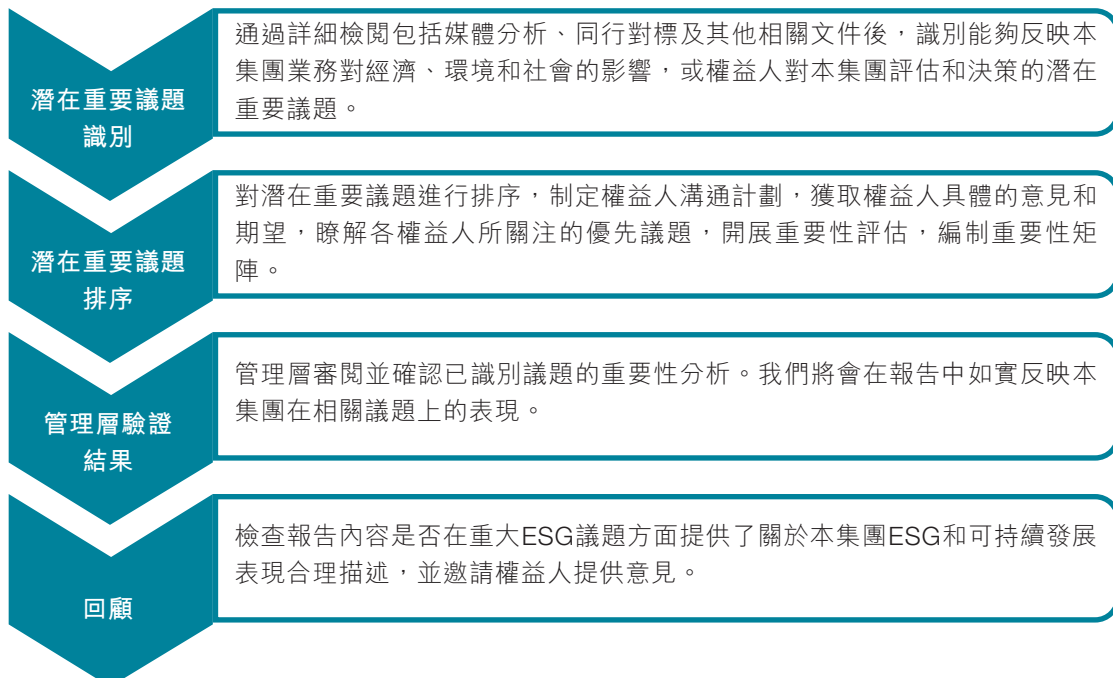 潛在重要議題
識別
通過詳細檢閱包括媒體分析、同行對標及其他相關文件後，識別能夠反映本
集團業務對經濟、環境和社會的影響，或權益人對本集團評估和決策的潛在
重要議題。
潛在重要議題
排序
對潛在重要議題進行排序，制定權益人溝通計劃，獲取權益人具體的意見和
期望，瞭解各權益人所關注的優先議題，開展重要性評估，編制重要性矩
陣。
管理層驗證
結果
管理層審閱並確認已識別議題的重要性分析。我們將會在報告中如實反映本
集團在相關議題上的表現。
回顧
檢查報告內容是否在重大ESG議題方面提供了關於本集團ESG和可持續發展
表現合理描述，並邀請權益人提供意見。